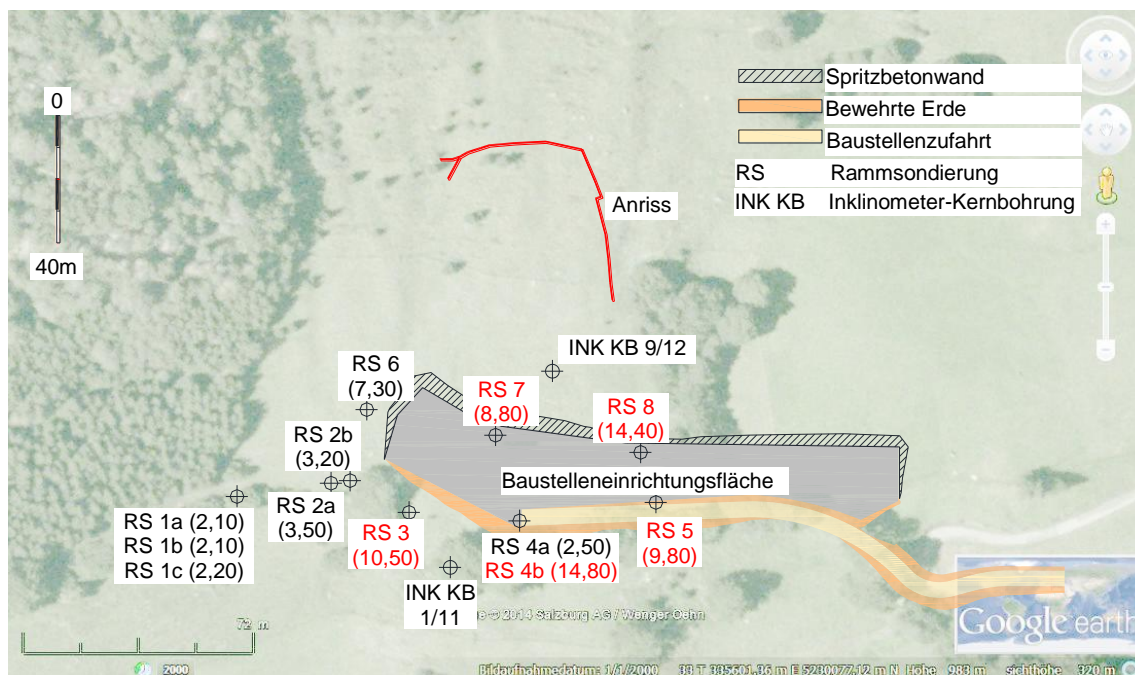 0
40m
Spritzbetonwand
Bewehrte Erde
Baustellenzufahrt
RS Rammsondierung
INK KB Inklinometer-Kernbohrung
Anriss
INK KB 9/12
RS 6
(7,30)
RS 7
(8,80)
RS 8
(14,40)
RS 2b
(3,20)
RS 2a
(3,50)
Baustelleneinrichtungsfläche
RS 1a (2,10)
RS 1b (2,10)
RS 1c (2,20)
RS 3
(10,50)
RS 4a (2,50)
RS 4b (14,80)
RS 5
(9,80)
INK KB
1/11
© 2014 Salzburg AG / Wenger Oehn
Google earth
72 m
2000
Bildaufnahmedatum: 1/1/2000 33 T 335601,36 m E 5230077,12 m N Höhe 983 m sichthöhe 320 m